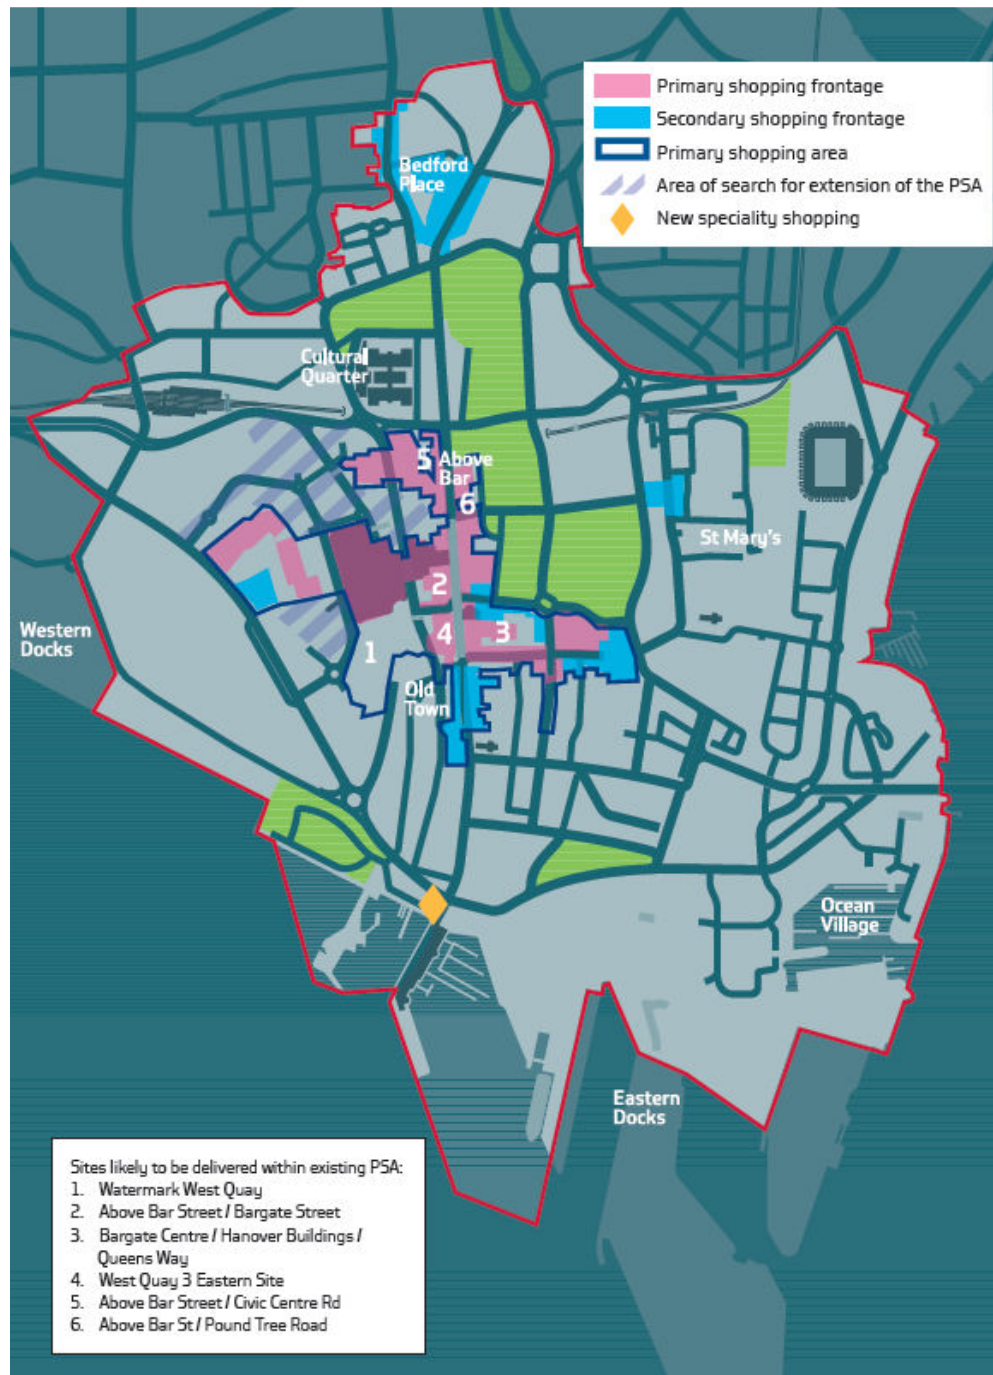 Primary shopping frontage
Secondary shopping frontage
Primary shopping area
Area of search for extension of the PSA
New speciality shopping
Bedford
Place
Cultural
Quarter
5
Above
Bar
6
St Mary's
2
Western
Docks
4
3
1
Old
Town
Ocean
Village
Eastern
Docks
Sites likely to be delivered within existing PSA:
1. Watermark West Quay
2. Above Bar Street / Bargate Street
3. Bargate Centre / Hanover Buildings /
Queens Way
4. West Quay 3 Eastern Site
5. Above Bar Street / Civic Centre Rd
6. Above Bar St / Pound Tree Road